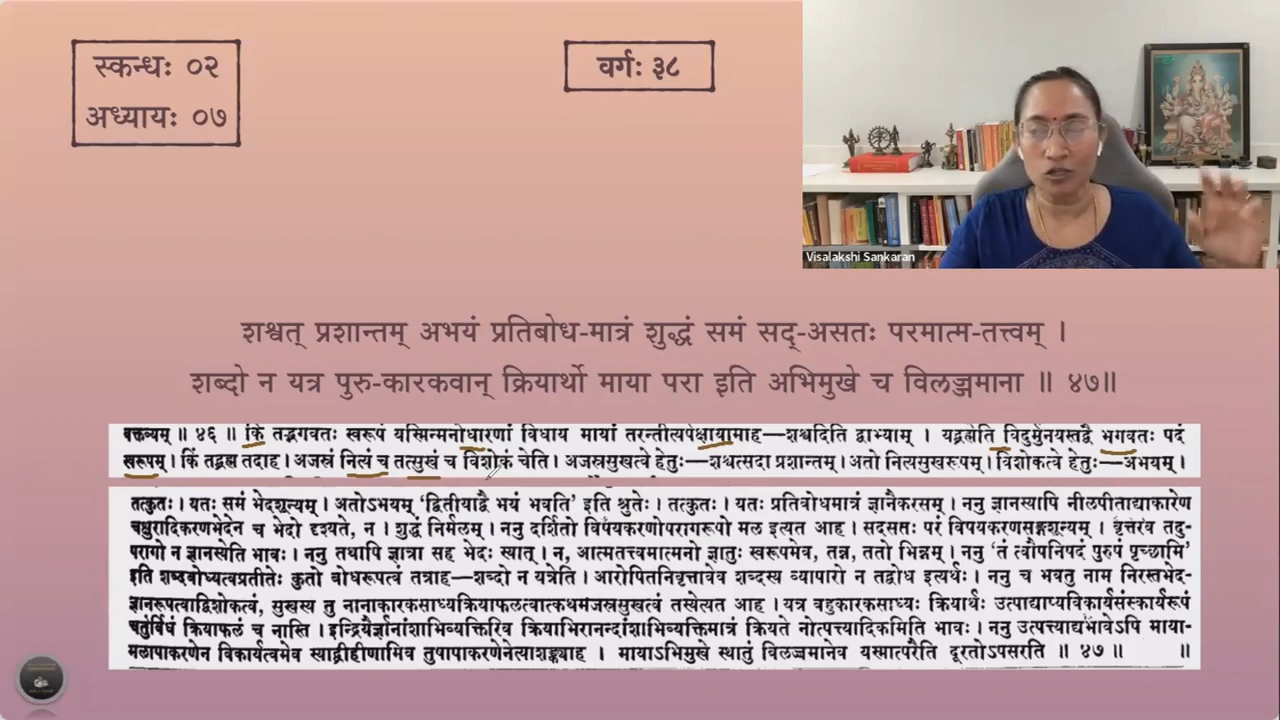 स्कन्धः ०२
अध्यायः ०७
वर्गः ३८
Visalakshi Sankaran
शश्वत् प्रशान्तम् अभयं प्रतिबोध-मात्रं शुद्धं समं सद्-असतः परमात्म-तत्त्वम् ।
शब्दो न यत्र पुरु-कारकवान् क्रियार्थो माया परा इति अभिमुखे च विलज्जमाना ॥ ४७॥
वक्तव्यम् ॥ ४६ ॥ किं तद्भगवतः स्वरूपं यस्मिन्मनोधारणां विधाय मायां तरन्तीत्यपेक्षायामाह—शश्वदिति द्वाभ्याम् । यद्ब्रह्मेति विदुर्मुनयस्तद्वै भगवतः पदं
स्वरूपम् । किं तद्ब्रह्म तदाह । अजस्रं नित्यं च तत्सुखं च विशोकं चेति । अजस्रसुखत्वे हेतुः—शश्वत्सदा प्रशान्तम् । अतो नित्यसुखरूपम् । विशोकत्वे हेतुः—अभयम् ।
तत्कुतः । यतः समं भेदशून्यम् । अतोऽभयम् ‘द्वितीयाद्वै भयं भवति’ इति श्रुतेः । तत्कुतः । यतः प्रतिबोधमात्रं ज्ञानैकरसम् । ननु ज्ञानस्यापि नीलपीताद्याकारेण
चक्षुरादिकरणभेदेन च भेदो दृश्यते, न । शुद्धं निर्मलम् । ननु दर्शितो विषयकरणोपरागरूपो मल इत्यत आह । सदसतः परं विषयकरणसङ्गशून्यम् । वृत्तरेव तदु-
परागो न ज्ञानस्येति भावः । ननु तथापि ज्ञात्रा सह भेदः स्यात् । न, आत्मतत्त्वमात्मनो ज्ञातुः स्वरूपमेव, तन्न, ततो भिन्नम् । ननु ‘तं त्वौपनिषदं पुरुषं पृच्छामि’
इति शब्दबोध्यत्वप्रतीतेः कुतो बोधरूपत्वं तत्राह—शब्दो न यत्रेति । आरोपितनिवृत्तावेव शब्दस्य व्यापारो न तद्बोध इत्यर्थः । ननु च भवतु नाम निरस्तभेद-
ज्ञानरूपत्वाद्विशोकत्वं, सुखस्य तु नानाकारकसाध्यक्रियाफलत्वात्कथमजस्रसुखत्वं तस्येत्यत आह । यत्र बहुकारकसाध्यः क्रियार्थः उत्पाद्याप्यविकार्यसंस्कार्यरूपं
चतुर्विधं क्रियाफलं च नास्ति । इन्द्रियैर्ज्ञानांशाभिव्यक्तिरिव क्रियाभिरानन्दांशाभिव्यक्तिमात्रं क्रियते नोत्पत्त्यादिकमिति भावः । ननु उत्पत्त्याद्यभावेऽपि माया-
मलापाकरणेन विकार्यत्वमेव स्याद्व्रीहीणामिव तुषापाकरणेनेत्याशङ्क्याह । मायाऽभिमुखे स्थातुं विलज्जमानेव यस्मात्परैति दूरतोऽपसरति ॥ ४७ ॥ ॥